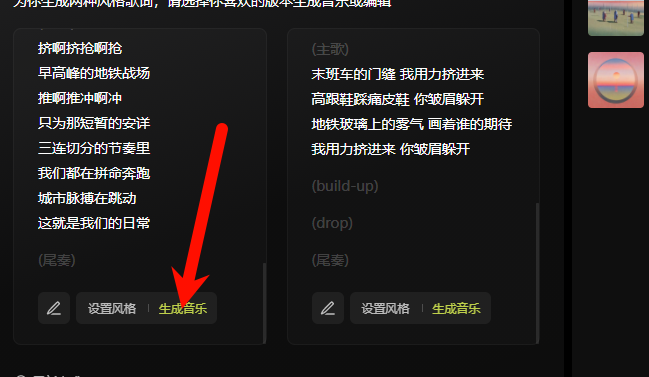 为你生成两种风格歌词，请选择你喜欢的版本生成音乐或编辑
挤啊挤抢啊抢
早高峰的地铁战场
推啊推冲啊冲
只为那短暂的安详
三连切分的节奏里
我们都在拼命奔跑
城市脉搏在跳动
这就是我们的日常
(尾奏)
设置风格 | 生成音乐
(主歌)
末班车的门缝 我用力挤进来
高跟鞋踩痛皮鞋 你皱眉躲开
地铁玻璃上的雾气 画着谁的期待
我用力挤进来 你皱眉躲开
(build-up)
(drop)
(尾奏)
设置风格 | 生成音乐